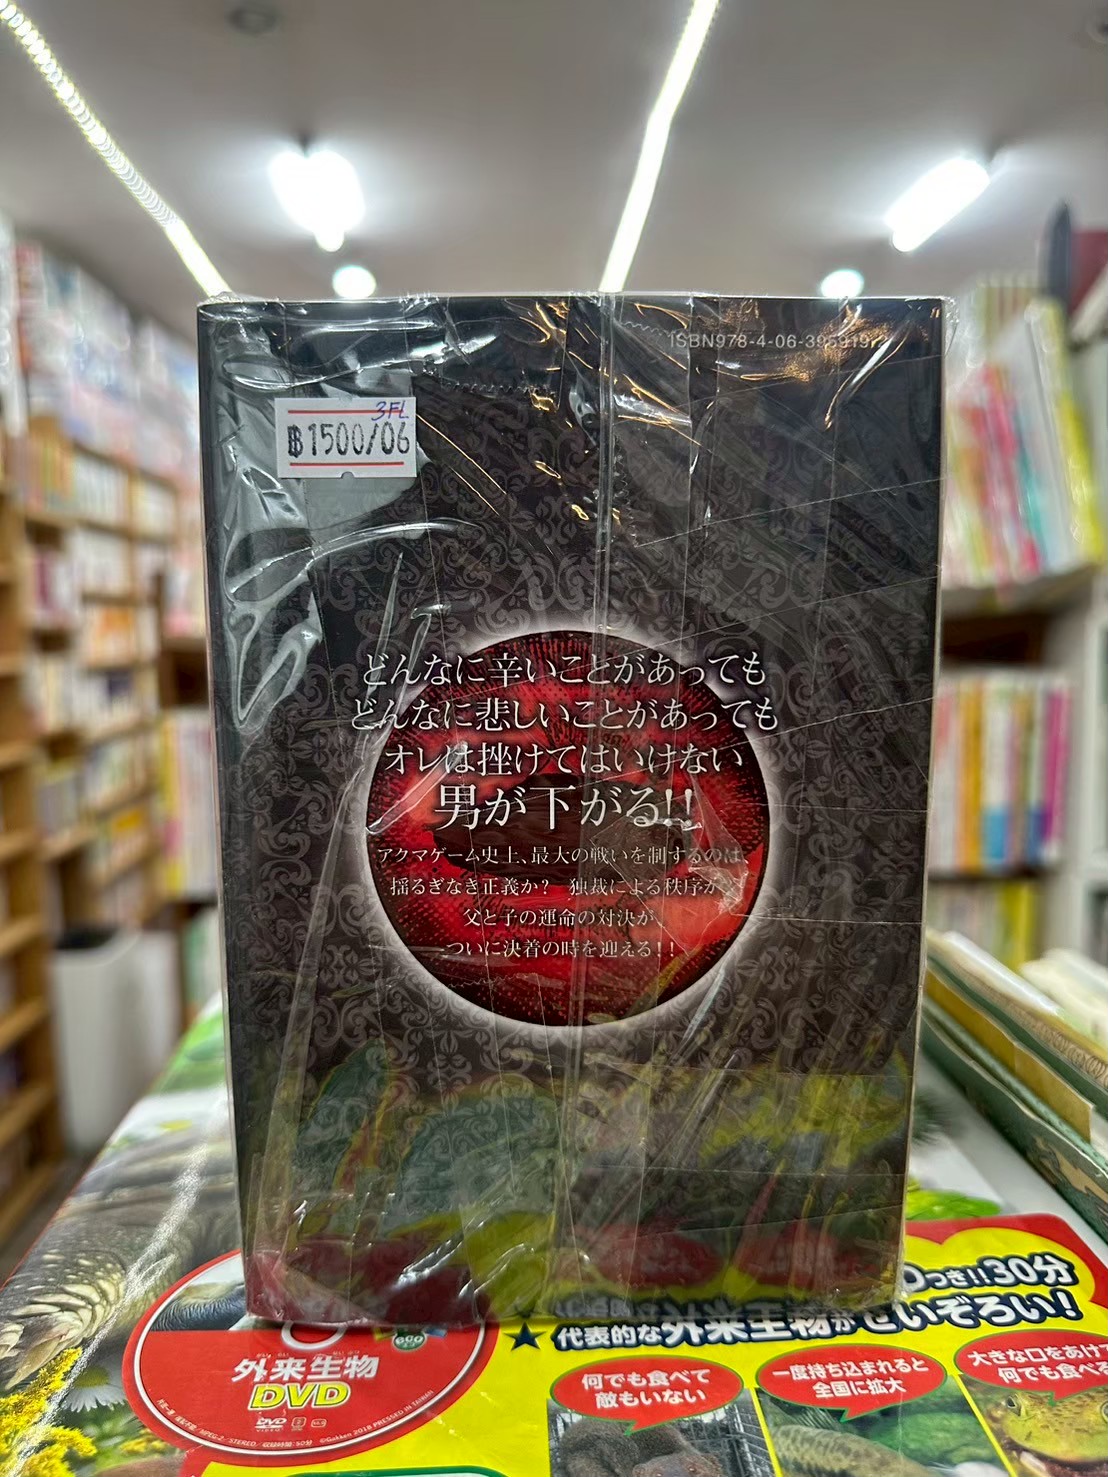 ISBN978-4-06-395919-2
3FL
฿1500/06
どんなに辛いことがあっても
どんなに悲しいことがあっても
オレは挫けてはいけない
男が下がる!!
アクマゲーム史上、最大の戦いを制するのは、
揺るぎなき正義か? 独裁による秩序か
父と子の運命の対決が、
ついに決着の時を迎える!!
つき!!30分
代表的な外来生物がせいぞろい!
外来生物
DVD
何でも食べて
敵もいない
一度持ち込まれると
全国に拡大
大きな口をあけて
何でも食べる